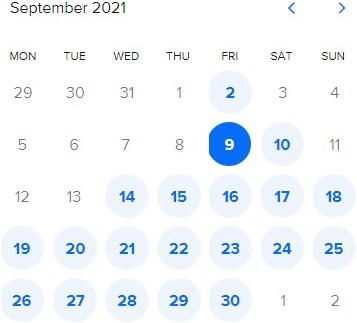 September 2021
MON TUE WED THU FRI SAT SUN
29 30 31 1 2 3 4
5 6 7 8 9 10 11
12 13 14 15 16 17 18
19 20 21 22 23 24 25
26 27 28 29 30 1 2